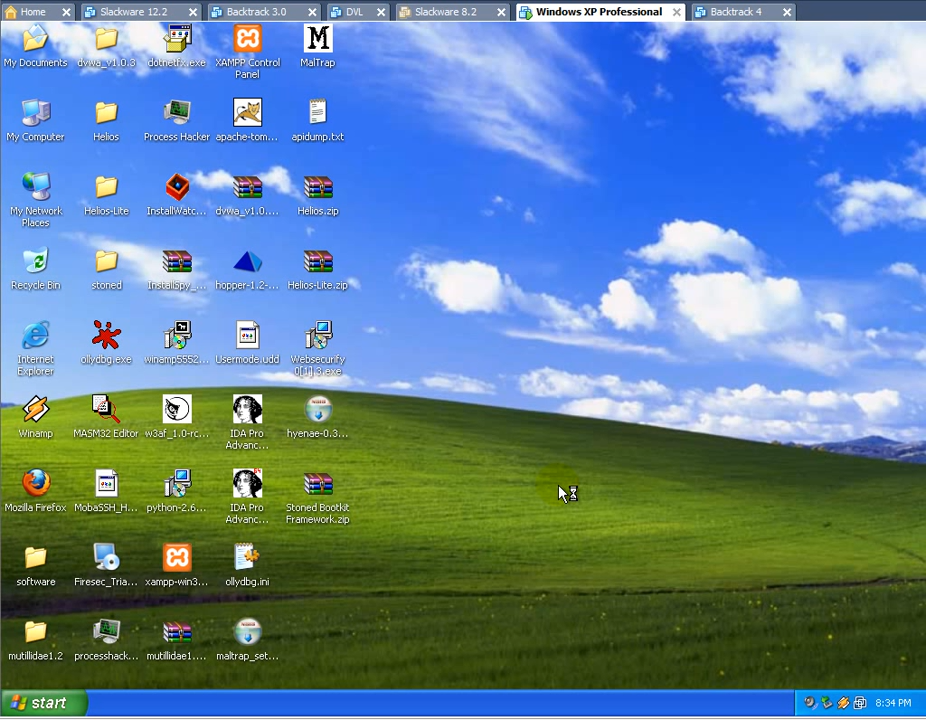 Home
Slackware 12.2
Backtrack 3.0
DVL
Slackware 8.2
Windows XP Professional
Backtrack 4
My Documents
dvwa_v1.0.3
dotnetfx.exe
XAMPP Control
Panel
M
MalTrap
My Computer
Helios
Process Hacker
apache-tom...
apidump.txt
My Network
Places
Helios-Lite
InstallWatc...
dvwa_v1.0....
Helios.zip
Recycle Bin
stoned
InstallSpy_...
hopper-1.2-...
Helios-Lite.zip
Internet
Explorer
ollydbg.exe
winamp5552...
Usermode.udd
Websecurify
0[1].3.exe
Winamp
MASM32 Editor
w3af_1.0-rc...
IDA Pro
Advanc...
hyenae-0.3...
Mozilla Firefox
MobaSSH_H...
python-2.6...
IDA Pro
Advanc...
Stoned Bootkit
Framework.zip
software
Firesec_Tria...
xampp-win3...
ollydbg.ini
mutillidae1.2
processhack...
mutillidae1....
maltrap_set...
start
8:34 PM